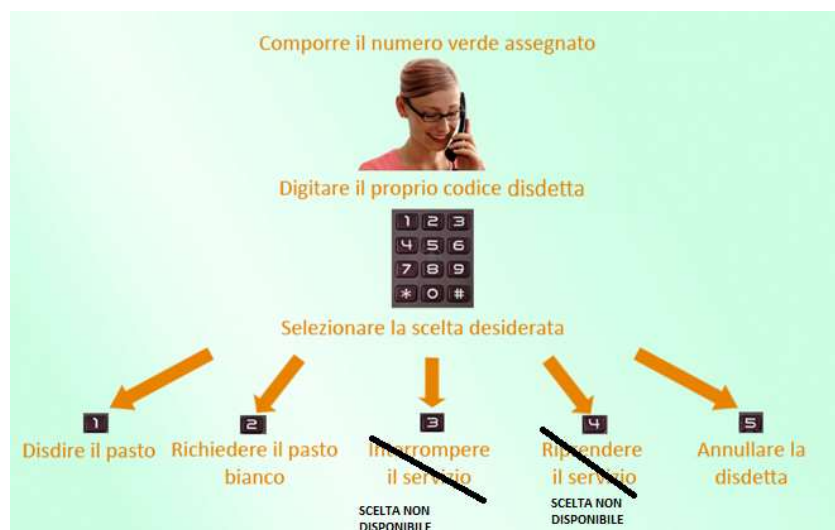 Comporre il numero verde assegnato
Digitare il proprio codice disdetta
1 2 3
4 5 6
7 8 9
* 0 #
Selezionare la scelta desiderata
1 2 3 4 5
Disdire il pasto
Richiedere il pasto
bianco
Interrompere
il servizio
Riprendere
il servizio
Annullare la
disdetta
SCELTA NON
DISPONIBILE
SCELTA NON
DISPONIBILE